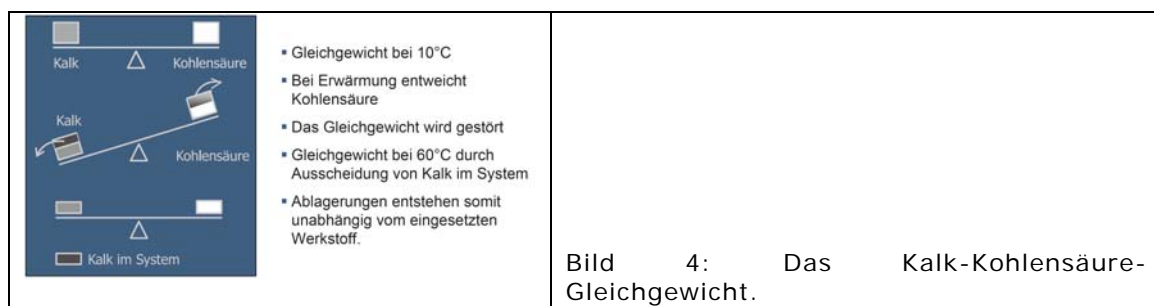 Kalk
Kohlensäure
Kalk
Kohlensäure
Kalk im System
▪ Gleichgewicht bei 10°C
▪ Bei Erwärmung entweicht
Kohlensäure
▪ Das Gleichgewicht wird gestört
▪ Gleichgewicht bei 60°C durch
Ausscheidung von Kalk im System
▪ Ablagerungen entstehen somit
unabhängig vom eingesetzten
Werkstoff.
Bild 4: Das Kalk-Kohlensäure-
Gleichgewicht.